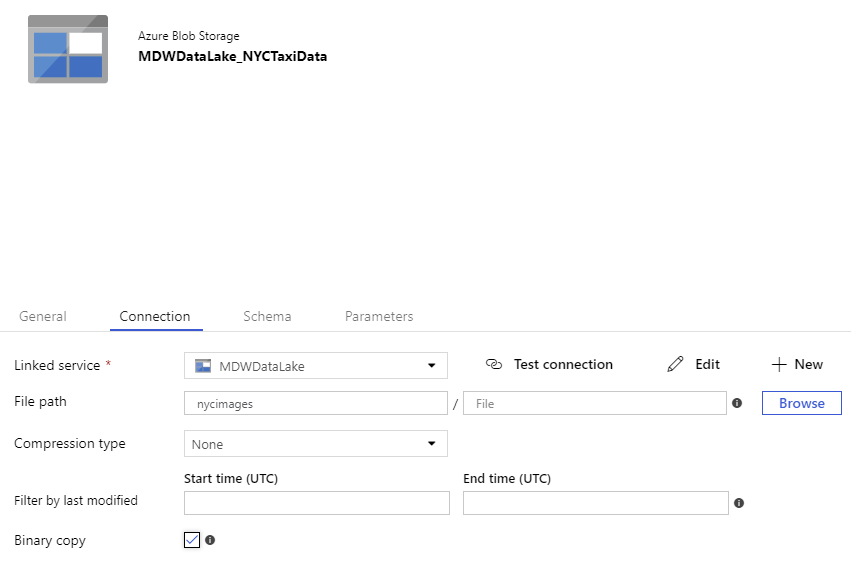 Azure Blob Storage
MDWDataLake_NYCTaxiData
General Connection Schema Parameters
Linked service * MDWDataLake Test connection Edit New
File path nycimages / File Browse
Compression type None
Start time (UTC) End time (UTC)
Filter by last modified
Binary copy